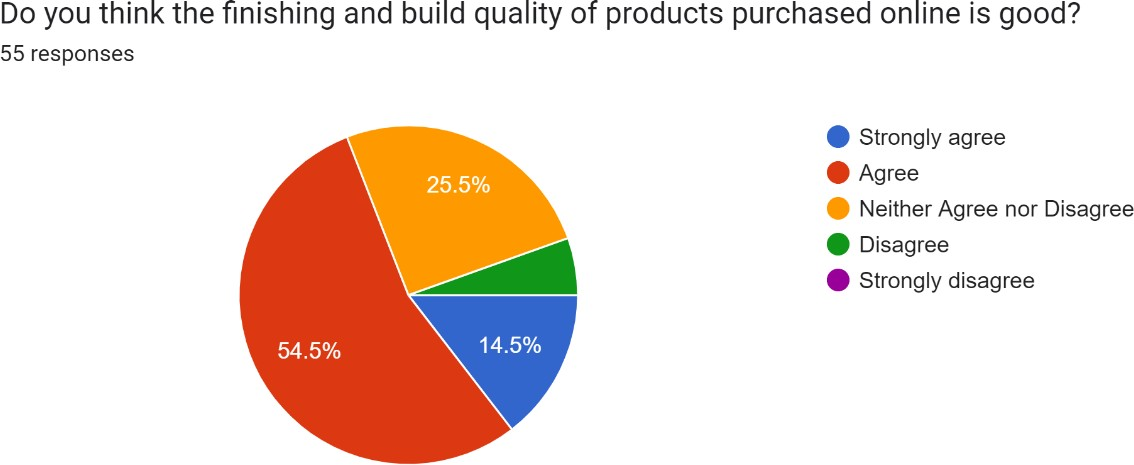 Do you think the finishing and build quality of products purchased online is good?
55 responses
25.5%
54.5%
14.5%
Strongly agree
Agree
Neither Agree nor Disagree
Disagree
Strongly disagree